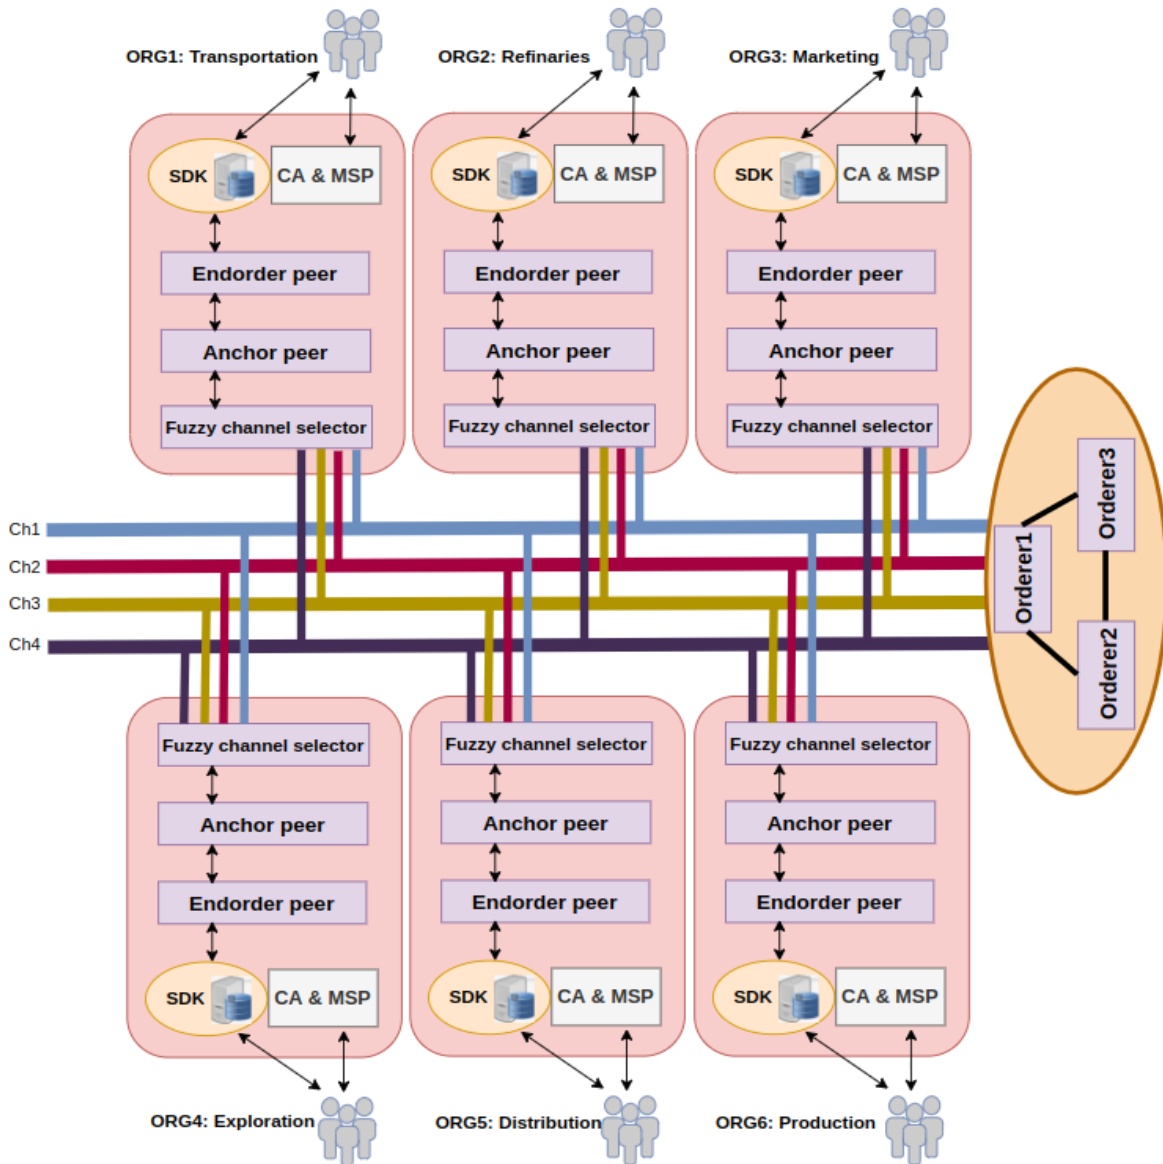 ORG1: Transportation
ORG2: Refinaries
ORG3: Marketing
SDK
CA & MSP
SDK
CA & MSP
SDK
CA & MSP
Endorder peer
Endorder peer
Endorder peer
Anchor peer
Anchor peer
Anchor peer
Fuzzy channel selector
Fuzzy channel selector
Fuzzy channel selector
Ch1
Ch2
Ch3
Ch4
Orderer1
Orderer3
Orderer2
Fuzzy channel selector
Fuzzy channel selector
Fuzzy channel selector
Anchor peer
Anchor peer
Anchor peer
Endorder peer
Endorder peer
Endorder peer
SDK
CA & MSP
SDK
CA & MSP
SDK
CA & MSP
ORG4: Exploration
ORG5: Distribution
ORG6: Production